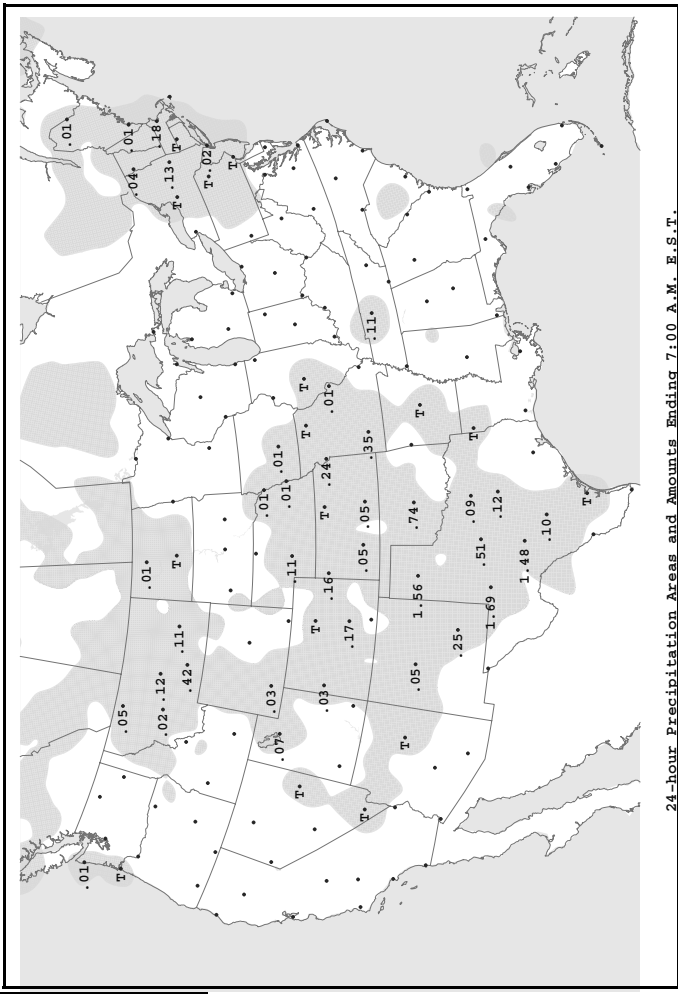 .01
.01
T
.05
.01
.04
.01
.18
.12
.02
.13
T
T
T
.11
.42
.02
T
T
.01
.03
.01
.07
.01
.11
T
T
T
T
.03
T
.24
.16
.01
.17
.05
.05
T
.35
.11
T
.74
.05
1.56
T
.25
.09
T
.51
1.69
.12
1.48
.10
T
24-hour Precipitation Areas and Amounts Ending 7:00 A.M. E.S.T.